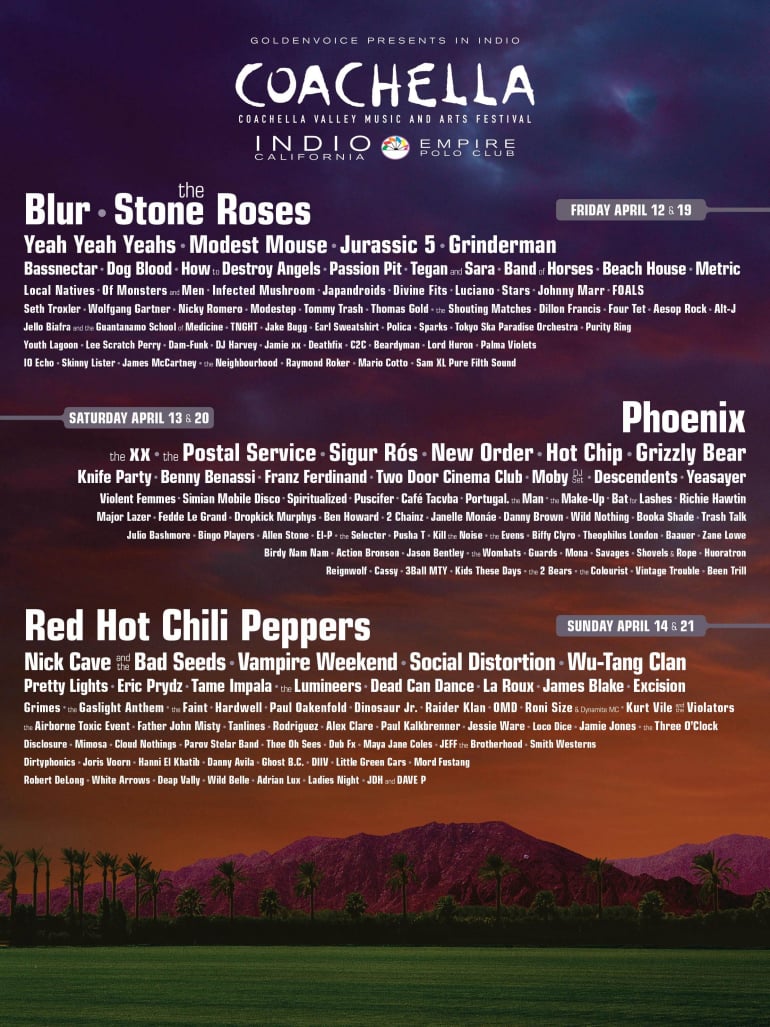 GOLDENVOICE PRESENTS IN INDIO
COACHELLA
COACHELLA VALLEY MUSIC AND ARTS FESTIVAL
INDIO CALIFORNIA EMPIRE POLO CLUB
FRIDAY APRIL 12 & 19
Blur • the Stone Roses
Yeah Yeah Yeahs • Modest Mouse • Jurassic 5 • Grinderman
Bassnectar • Dog Blood • How to Destroy Angels • Passion Pit • Tegan and Sara • Band of Horses • Beach House • Metric
Local Natives • Of Monsters and Men • Infected Mushroom • Japandroids • Divine Fits • Luciano • Stars • Johnny Marr • FOALS
Seth Troxler • Wolfgang Gartner • Nicky Romero • Modestep • Tommy Trash • Thomas Gold • the Shouting Matches • Dillon Francis • Four Tet • Aesop Rock • Alt-J
Jello Biafra and the Guantanamo School of Medicine • TNGHT • Jake Bugg • Earl Sweatshirt • Polica • Sparks • Tokyo Ska Paradise Orchestra • Purity Ring
Youth Lagoon • Lee Scratch Perry • Dam-Funk • DJ Harvey • Jamie xx • Deathfix • C2C • Beardyman • Lord Huron • Palma Violets
IO Echo • Skinny Lister • James McCartney • the Neighbourhood • Raymond Roker • Mario Cotto • Sam XL Pure Filth Sound
SATURDAY APRIL 13 & 20
Phoenix
the xx • the Postal Service • Sigur Rós • New Order • Hot Chip • Grizzly Bear
Knife Party • Benny Benassi • Franz Ferdinand • Two Door Cinema Club • Moby DJ Set • Descendents • Yeasayer
Violent Femmes • Simian Mobile Disco • Spiritualized • Puscifer • Café Tacvba • Portugal. the Man • the Make-Up • Bat for Lashes • Richie Hawtin
Major Lazer • Fedde Le Grand • Dropkick Murphys • Ben Howard • 2 Chainz • Janelle Monáe • Danny Brown • Wild Nothing • Booka Shade • Trash Talk
Julio Bashmore • Bingo Players • Allen Stone • El-P • the Selecter • Pusha T • Kill the Noise • the Evens • Biffy Clyro • Theophilus London • Baauer • Zane Lowe
Birdy Nam Nam • Action Bronson • Jason Bentley • the Wombats • Guards • Mona • Savages • Shovels & Rope • Huoratron
Reignwolf • Cassy • 3Ball MTY • Kids These Days • the 2 Bears • the Colourist • Vintage Trouble • Been Trill
SUNDAY APRIL 14 & 21
Red Hot Chili Peppers
Nick Cave and the Bad Seeds • Vampire Weekend • Social Distortion • Wu-Tang Clan
Pretty Lights • Eric Prydz • Tame Impala • the Lumineers • Dead Can Dance • La Roux • James Blake • Excision
Grimes • the Gaslight Anthem • the Faint • Hardwell • Paul Oakenfold • Dinosaur Jr. • Raider Klan • OMD • Roni Size & Dynamite MC • Kurt Vile and the Violators
the Airborne Toxic Event • Father John Misty • Tanlines • Rodriguez • Alex Clare • Paul Kalkbrenner • Jessie Ware • Loco Dice • Jamie Jones • the Three O'Clock
Disclosure • Mimosa • Cloud Nothings • Parov Stelar Band • Thee Oh Sees • Dub Fx • Maya Jane Coles • JEFF the Brotherhood • Smith Westerns
Dirtyphonics • Joris Voorn • Hanni El Khatib • Danny Avila • Ghost B.C. • DIIV • Little Green Cars • Mord Fustang
Robert DeLong • White Arrows • Deap Vally • Wild Belle • Adrian Lux • Ladies Night • JDH and DAVE P